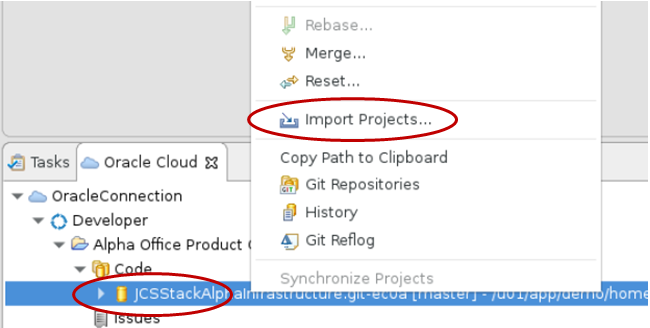 Rebase...
Merge...
Reset...
Import Projects...
Copy Path to Clipboard
GIT Git Repositories
History
Git Reflog
Synchronize Projects
Tasks Oracle Cloud
OracleConnection
Developer
Alpha Office Product
Code
JCSStackAlphaInfrastructure.git-ec0a [master] - /u01/app/demo/home
Issues